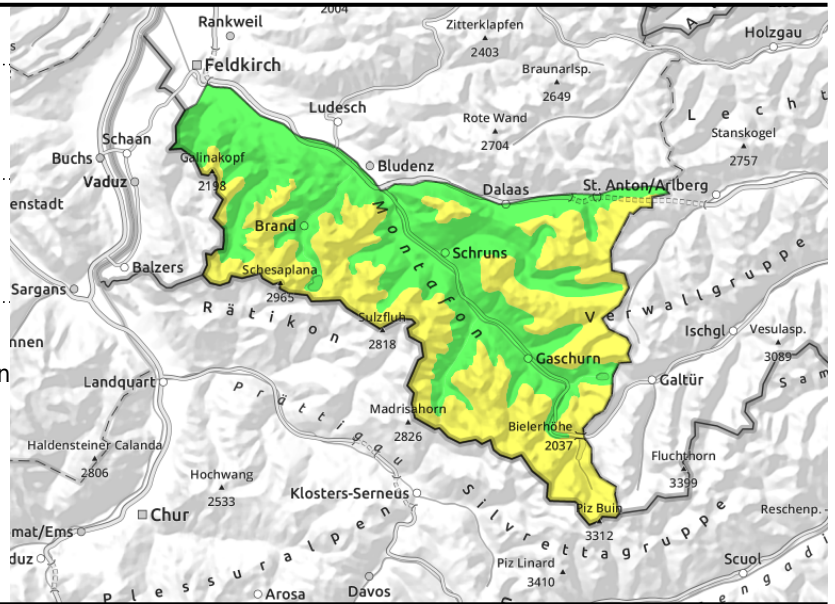 2004
Rankweil
Zitterklapfen
2403
Holzgau
A
s
Feldkirch
Braunarlsp.
2649
Ludesch
Rote Wand
2704
Lecht
Stanskogel
2757
Schaan
Buchs
Galinakopf
2198
Bludenz
Vaduz
Dalaas
St. Anton/Arlberg
enstadt
Brand
Montafon
Schruns
Balzers
Schesaplana
2965
Sargans
Rätikon
Sulzfluh
2818
Verwallgruppe
Ischgl
Vesulasp.
3089
nnen
n
Gaschurn
Landquart
Galtür
Sam
Prättigau
Madrisahorn
2826
Bielerhöhe
2037
Haldensteiner Calanda
2806
Fluchthorn
3399
Hochwang
2533
Klosters-Serneus
Silvrettagruppe
Piz Buin
3312
Chur
Reschenp.
mat/Ems
duz
Plessuralpen
Piz Linard
3410
Scuol
Arosa
Davos
engadi